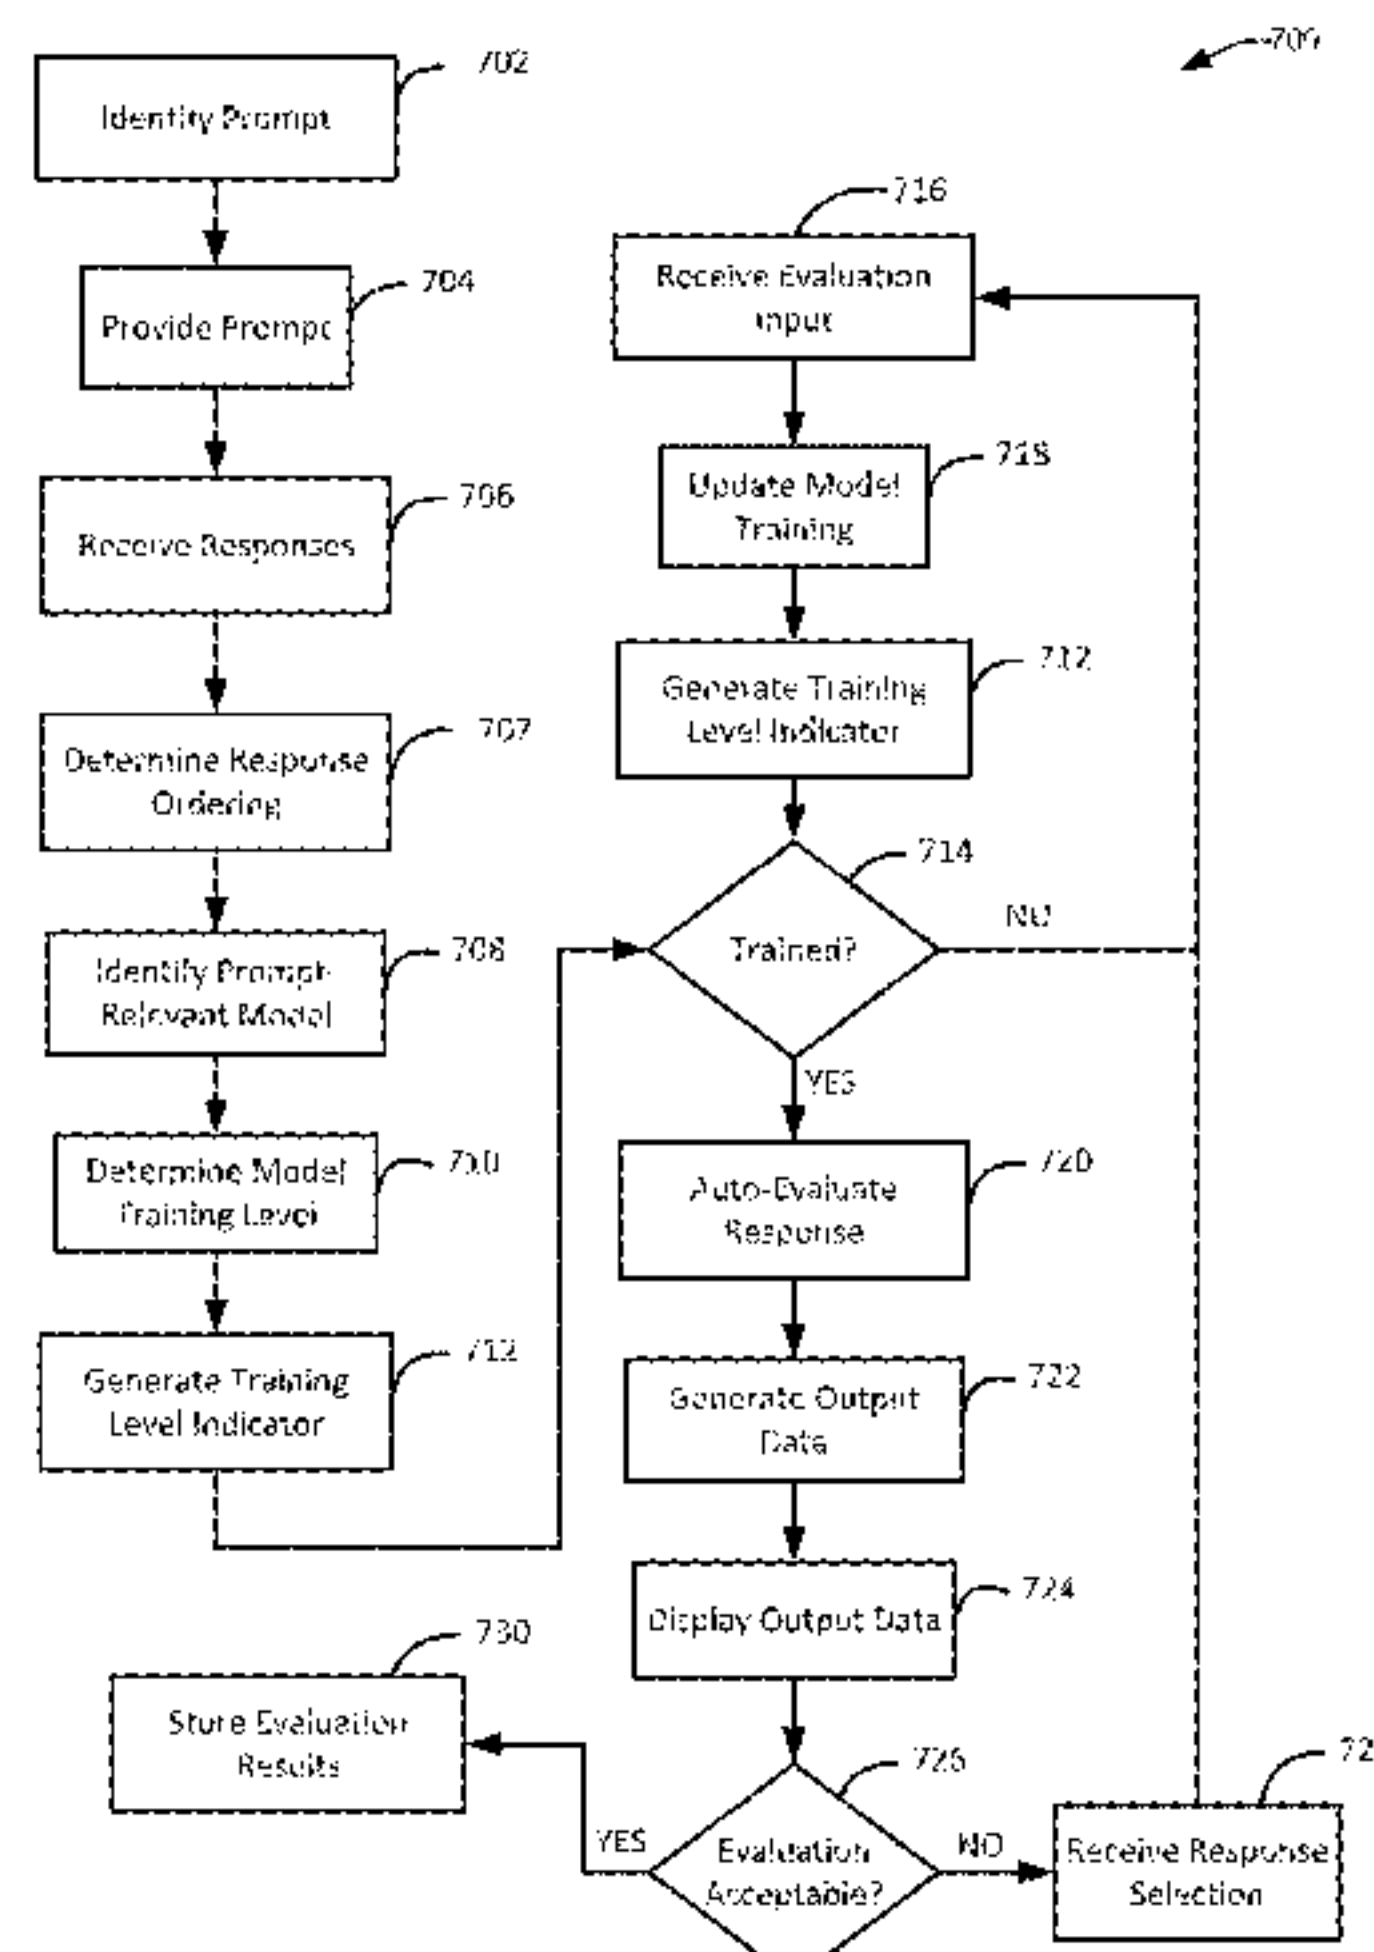 702
Identify Prompt
704
Provide Prompt
706
Receive Responses
707
Determine Response
Ordering
708
Identify Prompt-
Relevant Model
710
Determine Model
Training Level
712
Generate Training
Level Indicator
730
Store Evaluation
Results
700
716
Receive Evaluation
Input
718
Update Model
Training
712
Generate Training
Level Indicator
714
Trained?
NO
YES
720
Auto-Evaluate
Response
722
Generate Output
Data
724
Display Output Data
726
Evaluation
Acceptable?
YES
NO
72
Receive Response
Selection